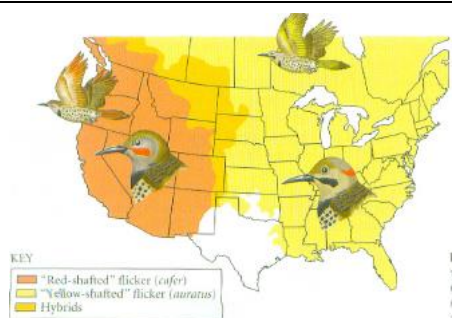 KEY
"Red-shafted" flicker (cafer)
"Yellow-shafted" flicker (auratus)
Hybrids